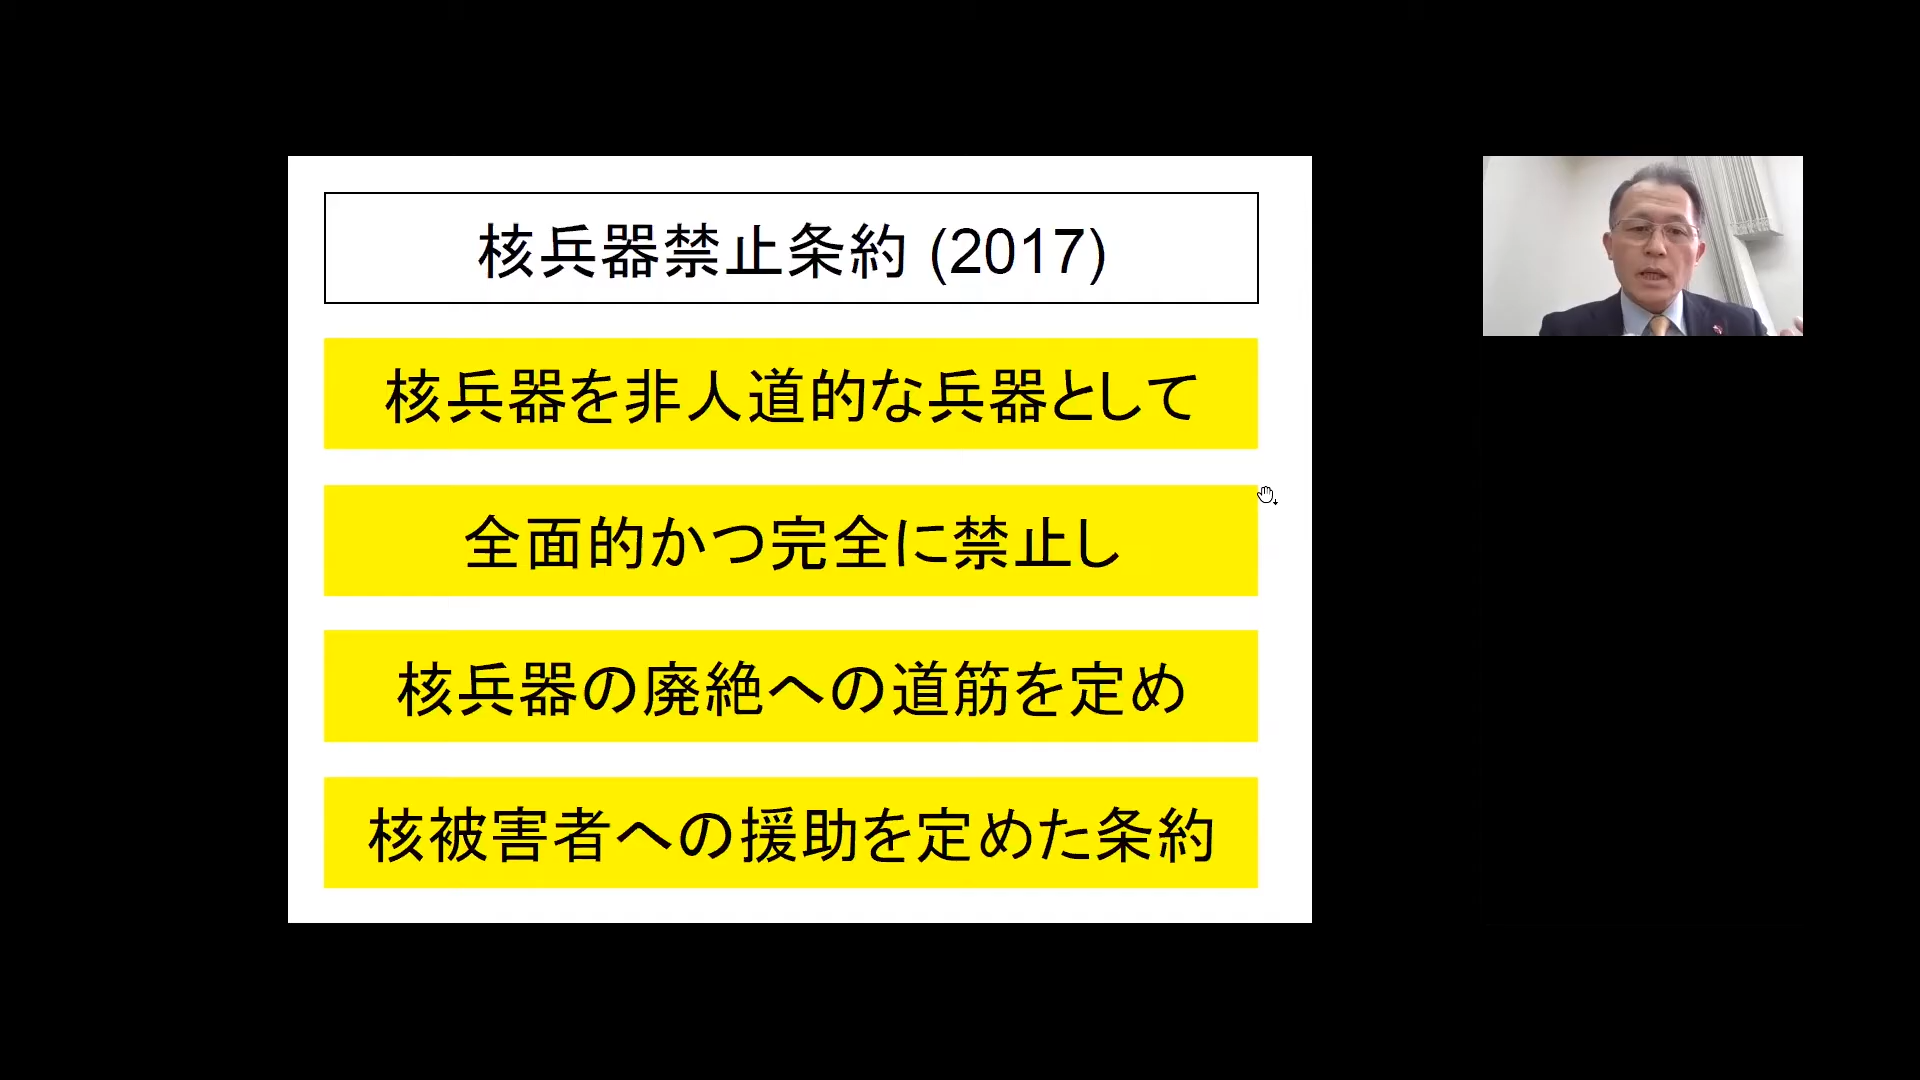 核兵器禁止条約 (2017)
核兵器を非人道的な兵器として
全面的かつ完全に禁止し
核兵器の廃絶への道筋を定め
核被害者への援助を定めた条約